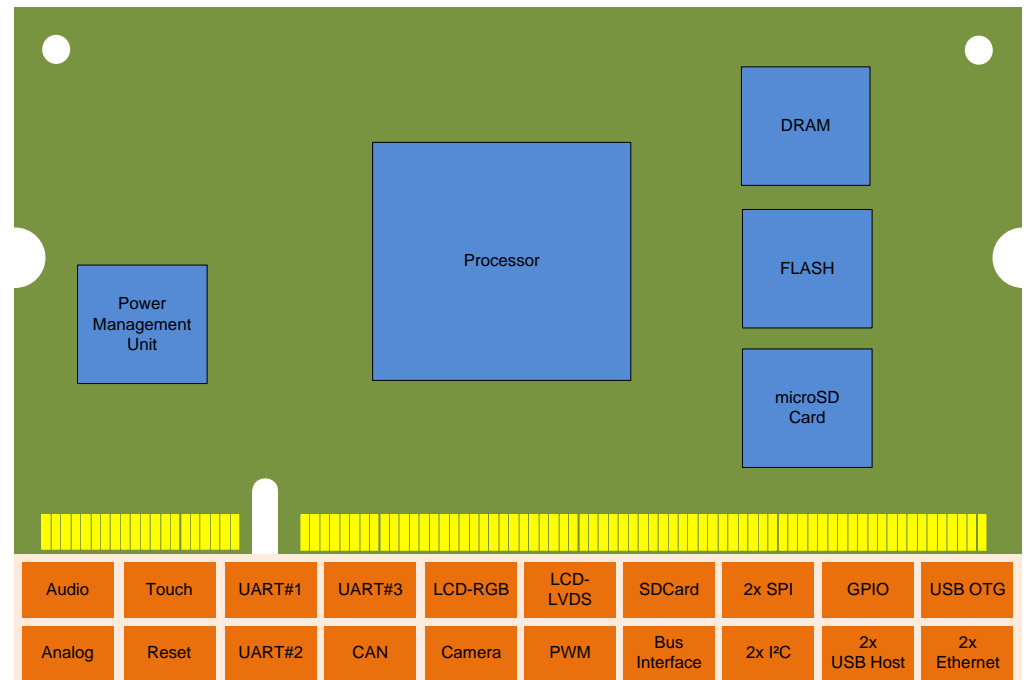 DRAM
Processor
FLASH
Power
Management
Unit
microSD
Card
Audio
Touch
UART#1
UART#3
LCD-RGB
LCD-
LVDS
SDCard
2x SPI
GPIO
USB OTG
Analog
Reset
UART#2
CAN
Camera
PWM
Bus
Interface
2x I²C
2x
USB Host
2x
Ethernet